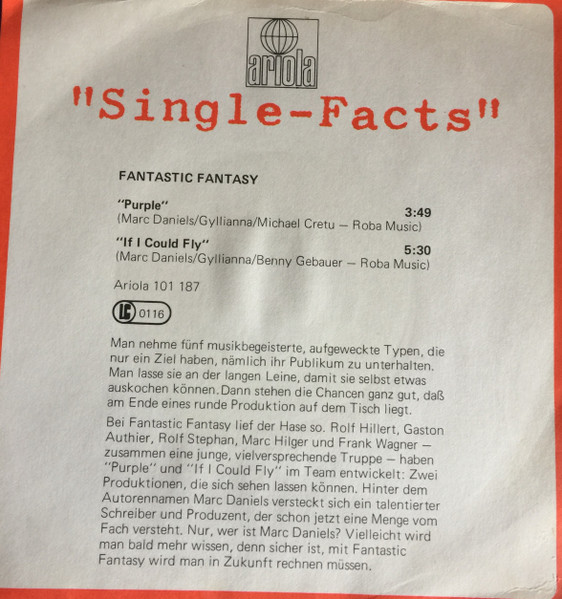 ariola
"Single-Facts"
FANTASTIC FANTASY
"Purple" 3:49
(Marc Daniels/Gyllianna/Michael Cretu – Roba Music)
"If I Could Fly" 5:30
(Marc Daniels/Gyllianna/Benny Gebauer – Roba Music)
Ariola 101 187
LC 0116
Man nehme fünf musikbegeisterte, aufgeweckte Typen, die
nur ein Ziel haben, nämlich ihr Publikum zu unterhalten.
Man lasse sie an der langen Leine, damit sie selbst etwas
auskochen können. Dann stehen die Chancen ganz gut, daß
am Ende eines runde Produktion auf dem Tisch liegt.
Bei Fantastic Fantasy lief der Hase so. Rolf Hillert, Gaston
Authier, Rolf Stephan, Marc Hilger und Frank Wagner –
zusammen eine junge, vielversprechende Truppe – haben
"Purple" und "If I Could Fly" im Team entwickelt: Zwei
Produktionen, die sich sehen lassen können. Hinter dem
Autorennamen Marc Daniels versteckt sich ein talentierter
Schreiber und Produzent, der schon jetzt eine Menge vom
Fach versteht. Nur, wer ist Marc Daniels? Vielleicht wird
man bald mehr wissen, denn sicher ist, mit Fantastic
Fantasy wird man in Zukunft rechnen müssen.